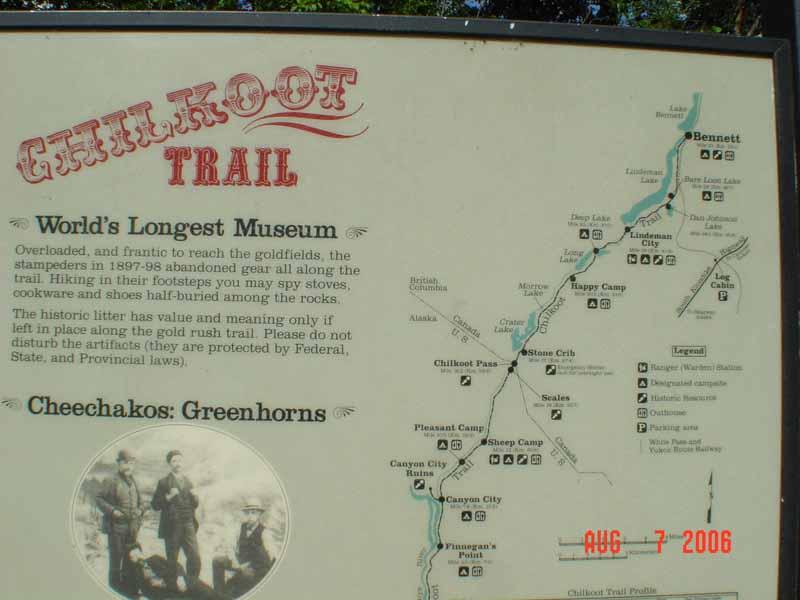 CHILKOOT
TRAIL
World's Longest Museum
Overloaded, and frantic to reach the goldfields, the
stampeders in 1897-98 abandoned gear all along the
trail. Hiking in their footsteps you may spy stoves,
cookware and shoes half-buried among the rocks.
The historic litter has value and meaning only if
left in place along the gold rush trail. Please do not
disturb the artifacts (they are protected by Federal,
State, and Provincial laws).
Cheechakos: Greenhorns
Lake
Bennett
Bennett
Lindeman
Lake
Bare Loon Lake
Dan Johnson
Lake
Trail
Deep Lake
Lindeman
City
Long
Lake
Log
Cabin
P
Happy Camp
British
Columbia
Morrow
Lake
Chilkoot
Alaska
Canada
U.S.
Crater
Lake
Stone Crib
Chilkoot Pass
Scales
Pleasant Camp
Sheep Camp
Canada
U.S.
Trail
Canyon City
Ruins
Canyon City
Finnegan's
Point
Legend
Ranger (Warden) Station
Designated campsite
Historic Resource
Outhouse
P Parking area
White Pass and
Yukon Route Railway
Miles
Kilometers
Chilkoot Trail Profile
AUG 7 2006